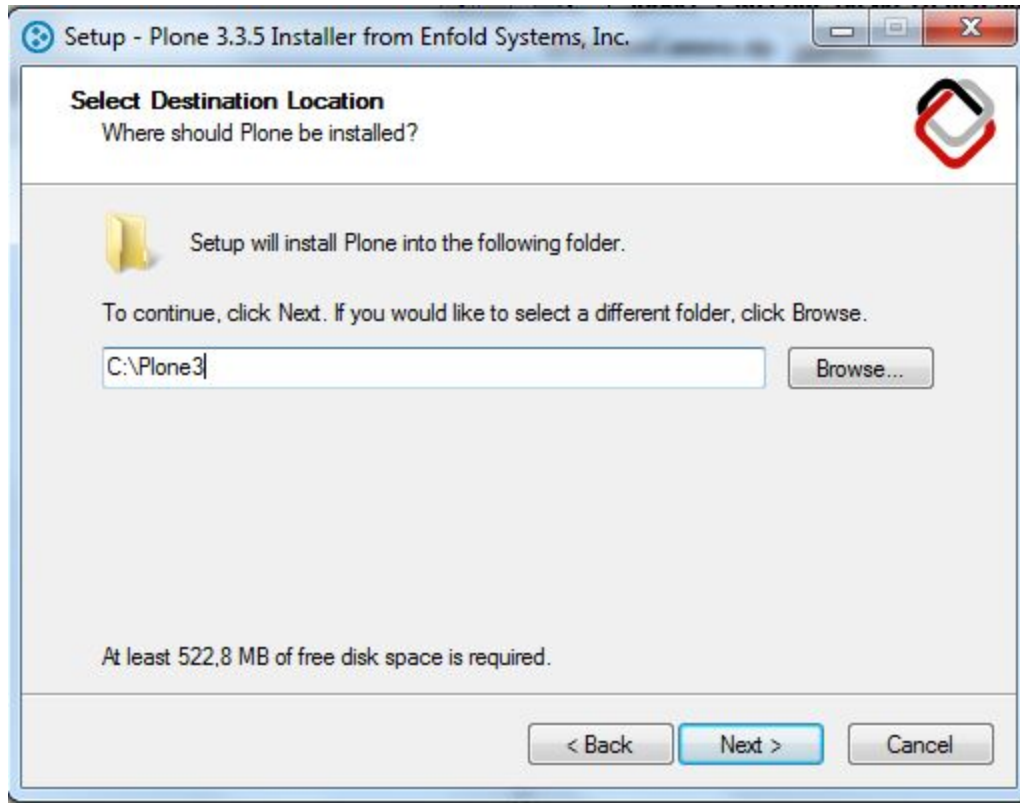 Setup - Plone 3.3.5 Installer from Enfold Systems, Inc.
Select Destination Location
Where should Plone be installed?
Setup will install Plone into the following folder.
To continue, click Next. If you would like to select a different folder, click Browse.
C:\Plone3
Browse...
At least 522,8 MB of free disk space is required.
< Back
Next >
Cancel